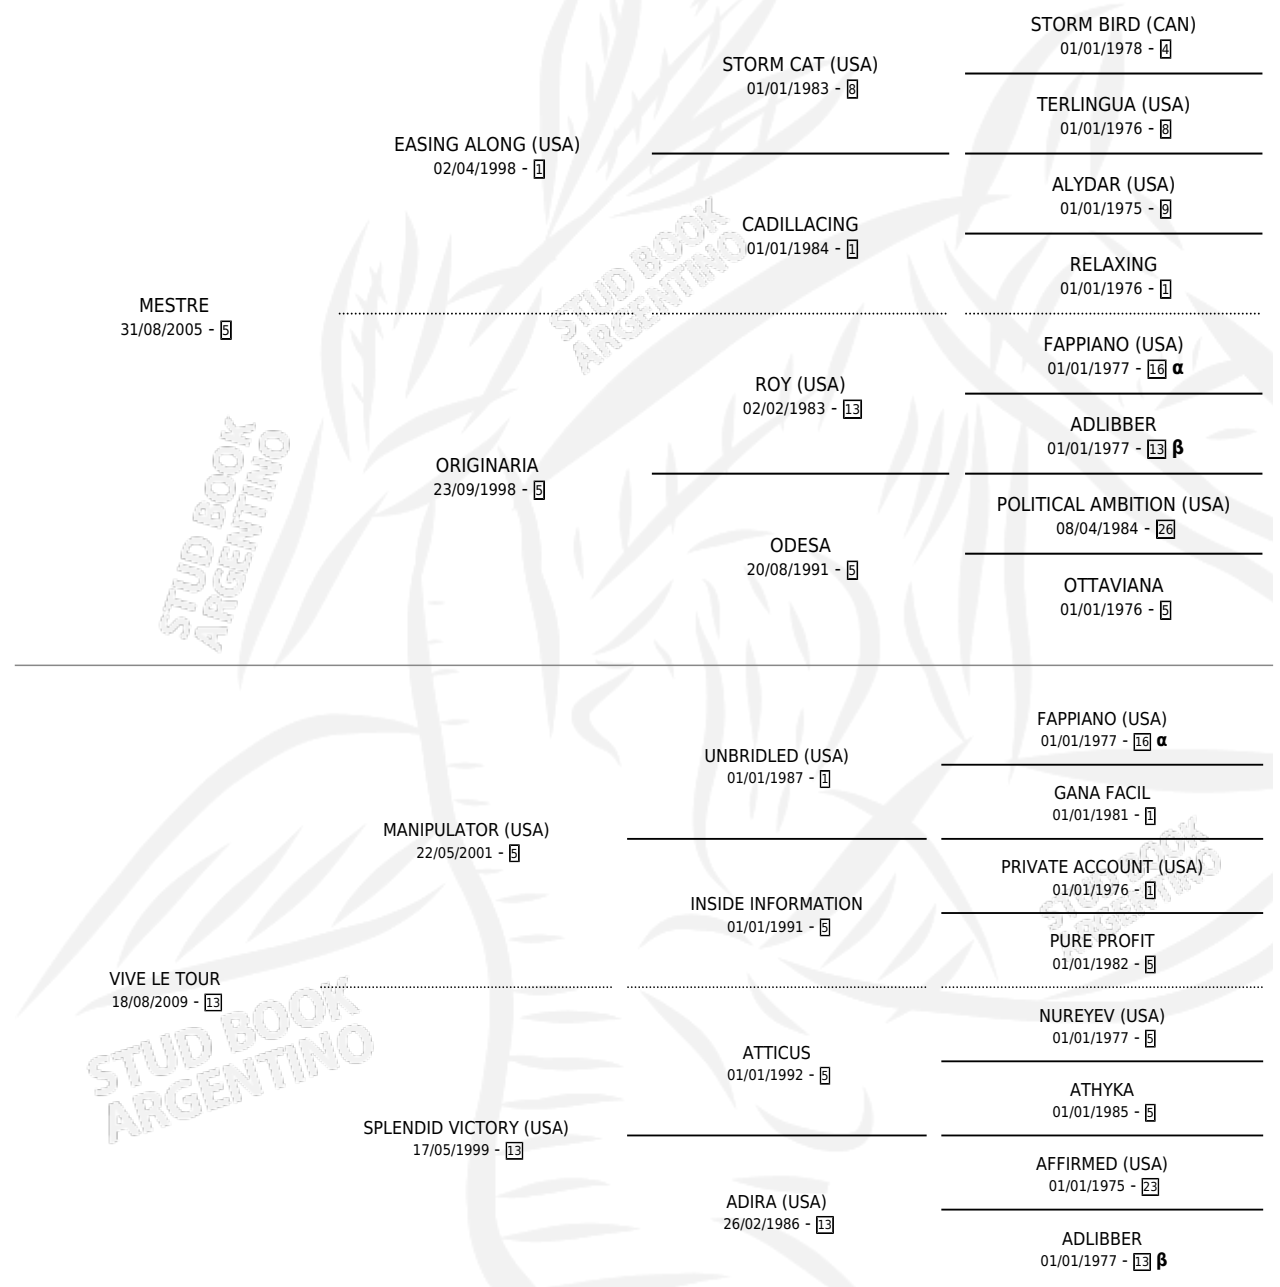 STORM BIRD (CAN)
01/01/1978 - 4
STORM CAT (USA)
01/01/1983 - 8
TERLINGUA (USA)
01/01/1976 - 8
EASING ALONG (USA)
02/04/1998 - 1
ALYDAR (USA)
01/01/1975 - 9
CADILLACING
01/01/1984 - 1
RELAXING
01/01/1976 - 1
MESTRE
31/08/2005 - 5
FAPPIANO (USA)
01/01/1977 - 16 α
ROY (USA)
02/02/1983 - 13
ADLIBBER
01/01/1977 - 13 β
ORIGINARIA
23/09/1998 - 5
POLITICAL AMBITION (USA)
08/04/1984 - 26
ODESA
20/08/1991 - 5
OTTAVIANA
01/01/1976 - 5
FAPPIANO (USA)
01/01/1977 - 16 α
UNBRIDLED (USA)
01/01/1987 - 1
GANA FACIL
01/01/1981 - 1
MANIPULATOR (USA)
22/05/2001 - 5
PRIVATE ACCOUNT (USA)
01/01/1976 - 1
INSIDE INFORMATION
01/01/1991 - 5
PURE PROFIT
01/01/1982 - 5
VIVE LE TOUR
18/08/2009 - 13
NUREYEV (USA)
01/01/1977 - 5
ATTICUS
01/01/1992 - 5
ATHYKA
01/01/1985 - 5
SPLENDID VICTORY (USA)
17/05/1999 - 13
AFFIRMED (USA)
01/01/1975 - 23
ADIRA (USA)
26/02/1986 - 13
ADLIBBER
01/01/1977 - 13 β
STUD BOOK
ARGENTINO
STUD BOOK
ARGENTINO
STUD BOOK
ARGENTINO
STUD BOOK
ARGENTINO